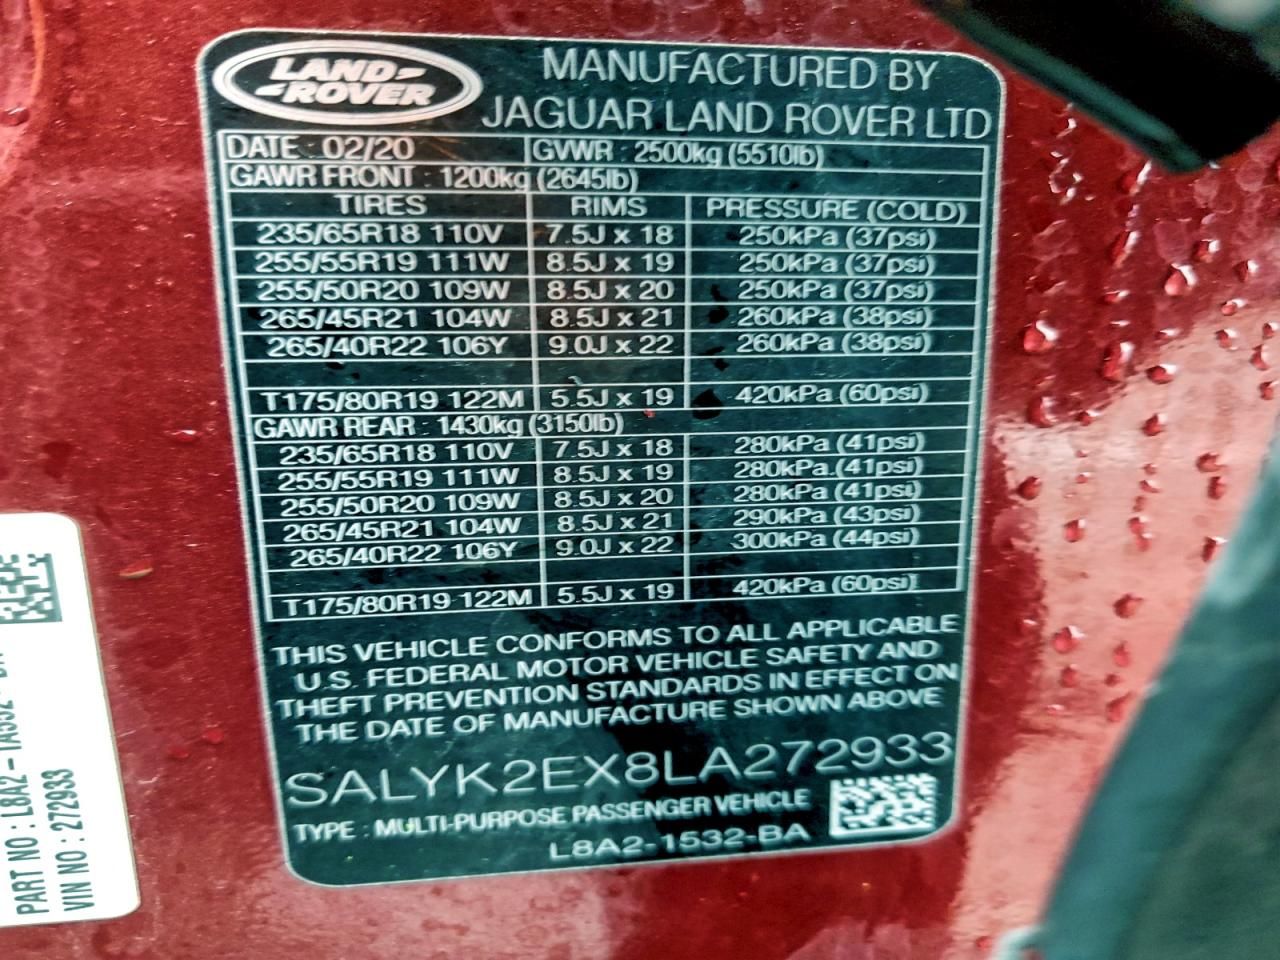 LAND
ROVER
MANUFACTURED BY
JAGUAR LAND ROVER LTD
DATE : 02/20 GVWR : 2500kg (5510lb)
GAWR FRONT : 1200kg (2645lb)
TIRES RIMS PRESSURE (COLD)
235/65R18 110V 7.5J x 18 250kPa (37psi)
255/55R19 111W 8.5J x 19 250kPa (37psi)
255/50R20 109W 8.5J x 20 250kPa (37psi)
265/45R21 104W 8.5J x 21 260kPa (38psi)
265/40R22 106Y 9.0J x 22 260kPa (38psi)
T175/80R19 122M 5.5J x 19 420kPa (60psi)
GAWR REAR : 1430kg (3150lb)
235/65R18 110V 7.5J x 18 280kPa (41psi)
255/55R19 111W 8.5J x 19 280kPa (41psi)
255/50R20 109W 8.5J x 20 280kPa (41psi)
265/45R21 104W 8.5J x 21 290kPa (43psi)
265/40R22 106Y 9.0J x 22 300kPa (44psi)
T175/80R19 122M 5.5J x 19 420kPa (60psi)
THIS VEHICLE CONFORMS TO ALL APPLICABLE
U.S. FEDERAL MOTOR VEHICLE SAFETY AND
THEFT PREVENTION STANDARDS IN EFFECT ON
THE DATE OF MANUFACTURE SHOWN ABOVE
SALYK2EX8LA272933
TYPE : MULTI-PURPOSE PASSENGER VEHICLE
L8A2-1532-BA
PART NO : L8A2-
VIN NO : 272933